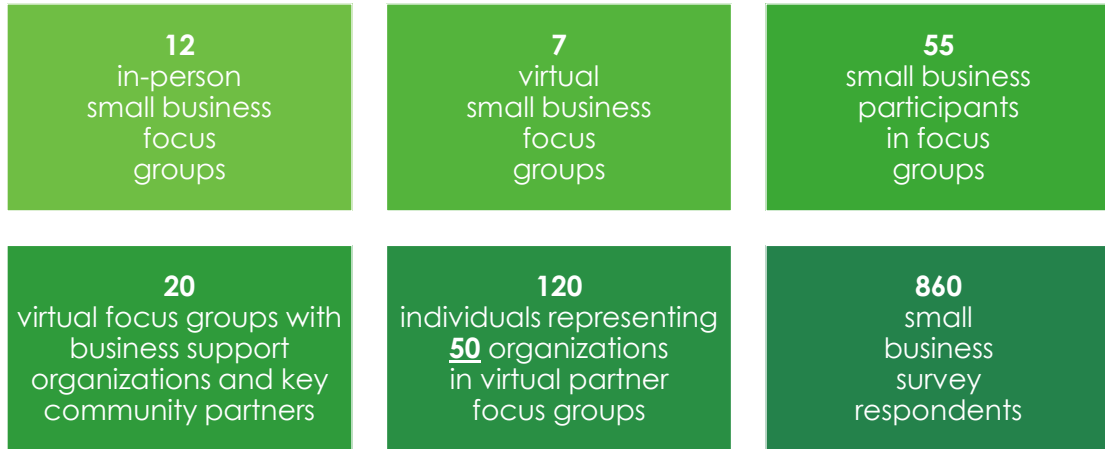 12
in-person
small business
focus
groups
7
virtual
small business
focus
groups
55
small business
participants
in focus
groups
20
virtual focus groups with
business support
organizations and key
community partners
120
individuals representing
50 organizations
in virtual partner
focus groups
860
small
business
survey
respondents